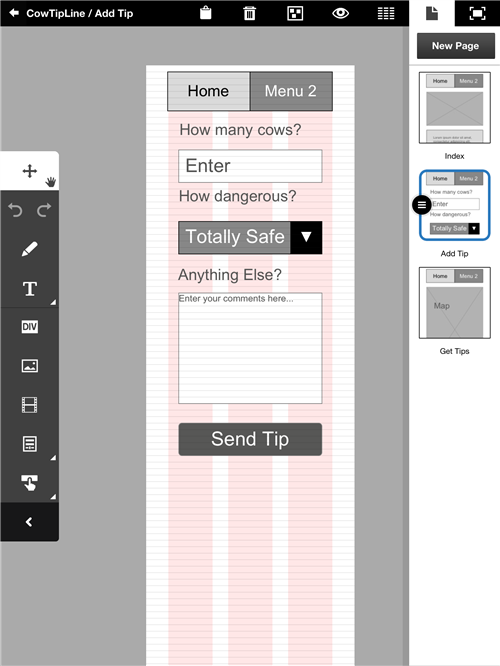 CowTipLine / Add Tip
New Page
Home Menu 2
How many cows?
Enter
How dangerous?
Totally Safe
Anything Else?
Enter your comments here...
Send Tip
T
DIV
Home Menu 2
Index
Home Menu 2
How many cows?
Enter
How dangerous?
Totally Safe
Add Tip
Home Menu 2
Map
Get Tips